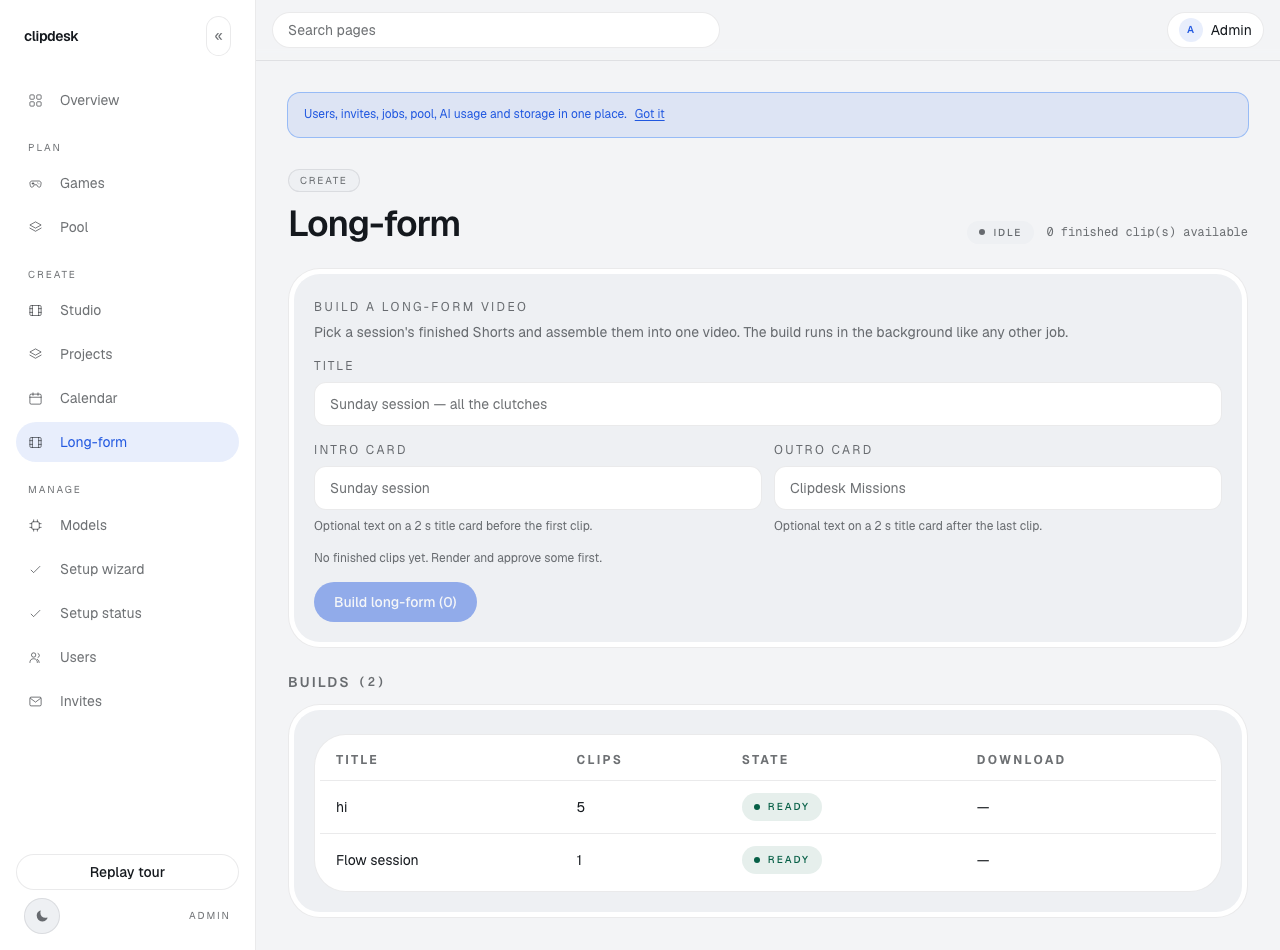 clipdesk
«
Search pages
A
Admin
Overview
PLAN
Games
Pool
CREATE
Studio
Projects
Calendar
Long-form
MANAGE
Models
Setup wizard
Setup status
Users
Invites
Replay tour
ADMIN
Users, invites, jobs, pool, AI usage and storage in one place. Got it
CREATE
Long-form
IDLE 0 finished clip(s) available
BUILD A LONG-FORM VIDEO
Pick a session's finished Shorts and assemble them into one video. The build runs in the background like any other job.
TITLE
Sunday session — all the clutches
INTRO CARD OUTRO CARD
Sunday session Clipdesk Missions
Optional text on a 2 s title card before the first clip. Optional text on a 2 s title card after the last clip.
No finished clips yet. Render and approve some first.
Build long-form (0)
BUILDS (2)
TITLE CLIPS STATE DOWNLOAD
hi 5 READY —
Flow session 1 READY —